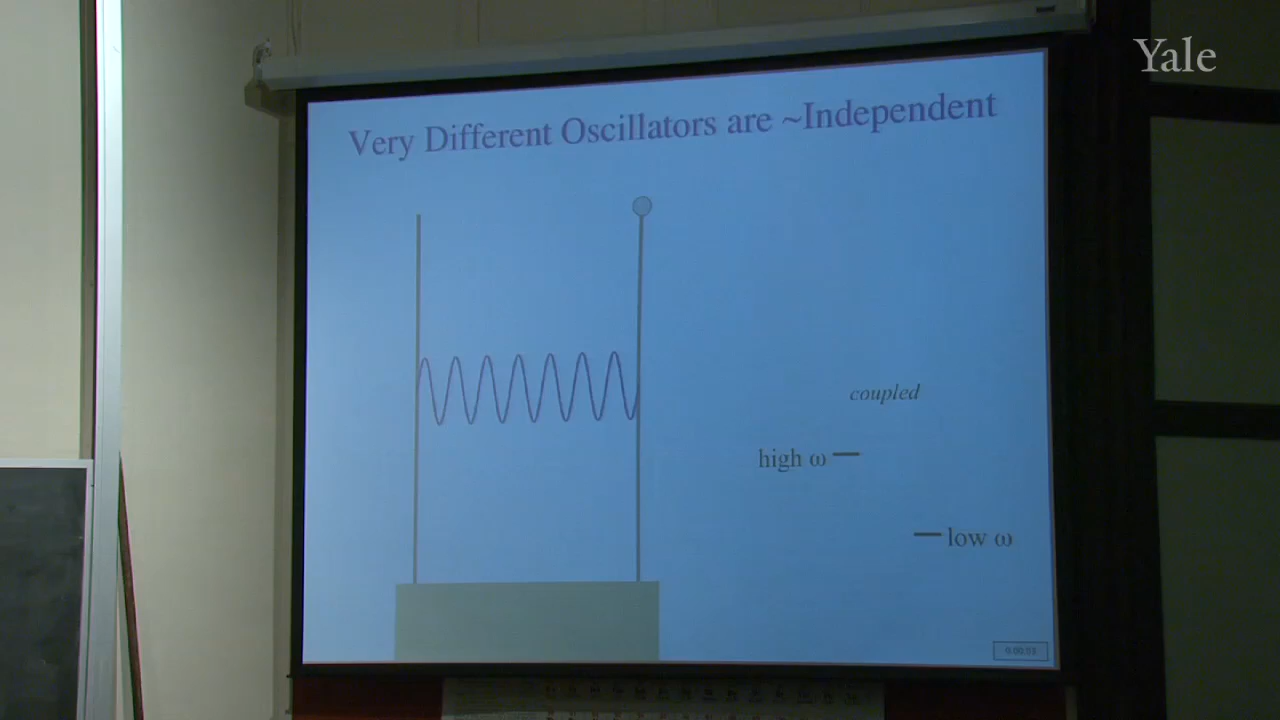 Yale
Very Different Oscillators are ~Independent
coupled
high ω
low ω